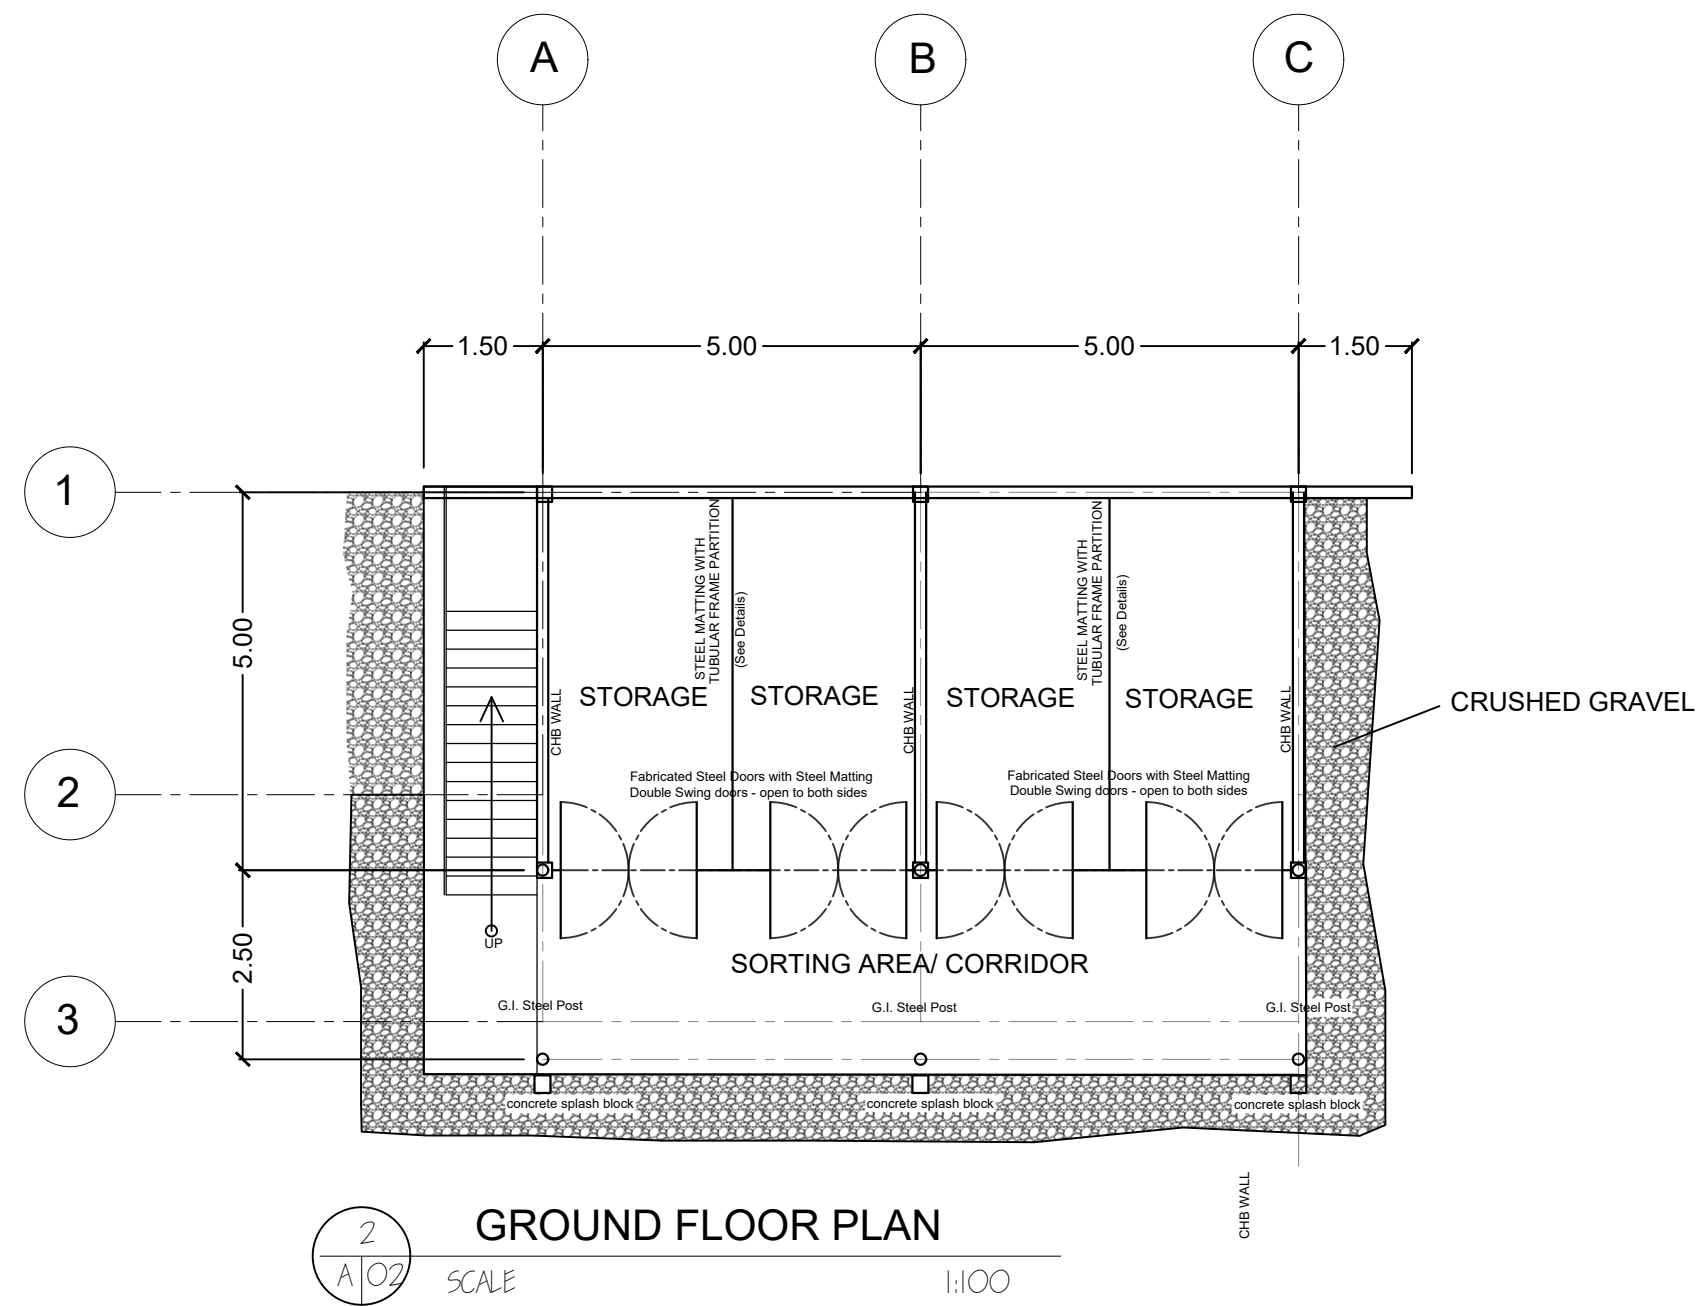 A
B
C
1.50
5.00
5.00
1.50
1
5.00
STEEL MATTING WITH
TUBULAR FRAME PARTITION
(See Details)
STEEL MATTING WITH
TUBULAR FRAME PARTITION
(See Details)
STORAGE
STORAGE
STORAGE
STORAGE
CRUSHED GRAVEL
CHB WALL
CHB WALL
CHB WALL
2
Fabricated Steel Doors with Steel Matting
Double Swing doors - open to both sides
Fabricated Steel Doors with Steel Matting
Double Swing doors - open to both sides
UP
2.50
SORTING AREA/ CORRIDOR
3
G.I. Steel Post
G.I. Steel Post
G.I. Steel Post
concrete splash block
concrete splash block
concrete splash block
CHB WALL
2
GROUND FLOOR PLAN
A 02
SCALE
1:100